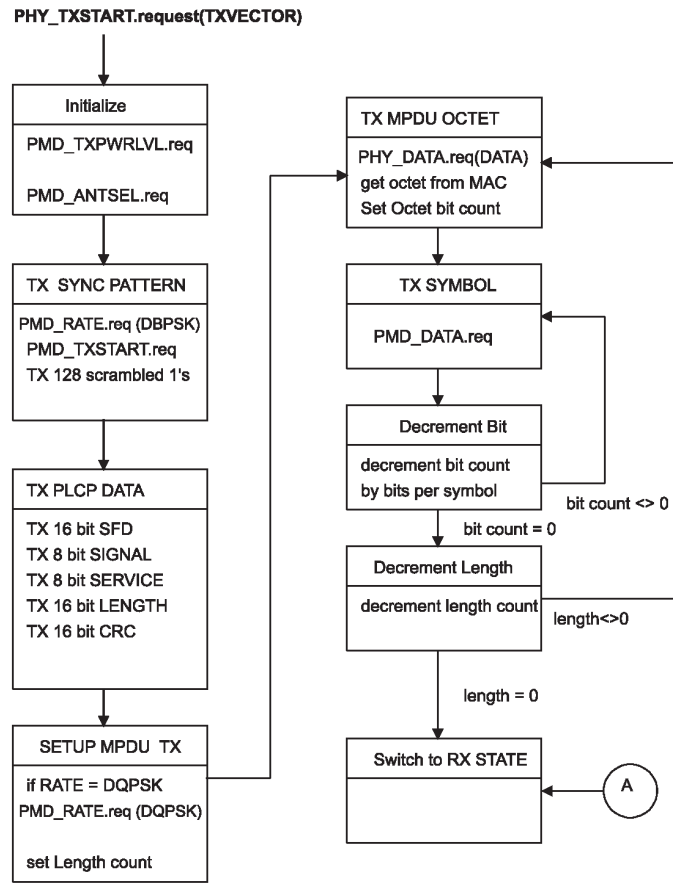 PHY_TXSTART.request(TXVECTOR)
Initialize
PMD_TXPWRLVL.req
PMD_ANTSEL.req
TX SYNC PATTERN
PMD_RATE.req (DBPSK)
PMD_TXSTART.req
TX 128 scrambled 1's
TX PLCP DATA
TX 16 bit SFD
TX 8 bit SIGNAL
TX 8 bit SERVICE
TX 16 bit LENGTH
TX 16 bit CRC
SETUP MPDU TX
if RATE = DQPSK
PMD_RATE.req (DQPSK)
set Length count
TX MPDU OCTET
PHY_DATA.req(DATA)
get octet from MAC
Set Octet bit count
TX SYMBOL
PMD_DATA.req
Decrement Bit
decrement bit count
by bits per symbol
bit count <> 0
bit count = 0
Decrement Length
decrement length count
length<>0
length = 0
Switch to RX STATE
A